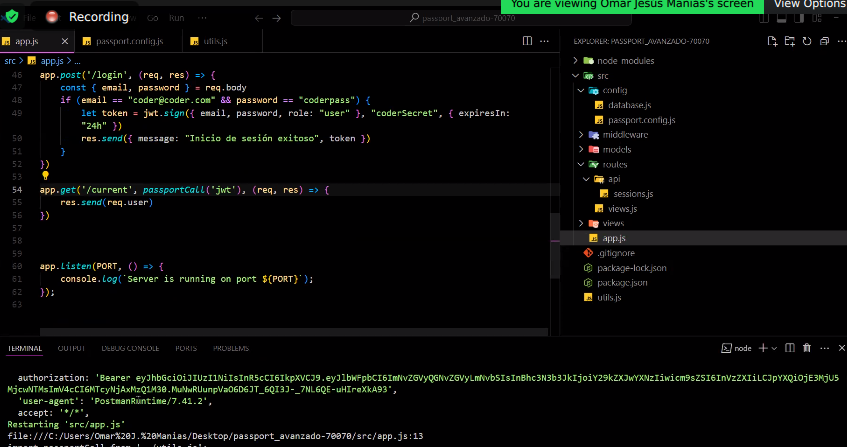 You are viewing Omar Jesus Manias's screen
View Options
Recording
Go Run ...
passport_avanzado-70070
app.js
passport.config.js
utils.js
EXPLORER: PASSPORT_AVANZADO-70070
src > app.js > ...
46 app.post('/login', (req, res) => {
47 const { email, password } = req.body
48 if (email == "coder@coder.com" && password == "coderpass") {
49 let token = jwt.sign({ email, password, role: "user" }, "coderSecret", { expiresIn:
"24h" })
50 res.send({ message: "Inicio de sesión exitoso", token })
51 }
52 })
53
54 app.get('/current', passportCall('jwt'), (req, res) => {
55 res.send(req.user)
56 })
57
58
59
60 app.listen(PORT, () => {
61 console.log(`Server is running on port ${PORT}`);
62 });
63
node_modules
src
config
database.js
passport.config.js
middleware
models
routes
api
sessions.js
views.js
views
app.js
.gitignore
package-lock.json
package.json
utils.js
TERMINAL OUTPUT DEBUG CONSOLE PORTS PROBLEMS
node
authorization: 'Bearer
'user-agent': 'PostmanRuntime/7.41.2',
accept: '*/*',
Restarting 'src/app.js'
file:///C:/Users/Omar%20J.%20Manias/Desktop/passport_avanzado-70070/src/app.js:13